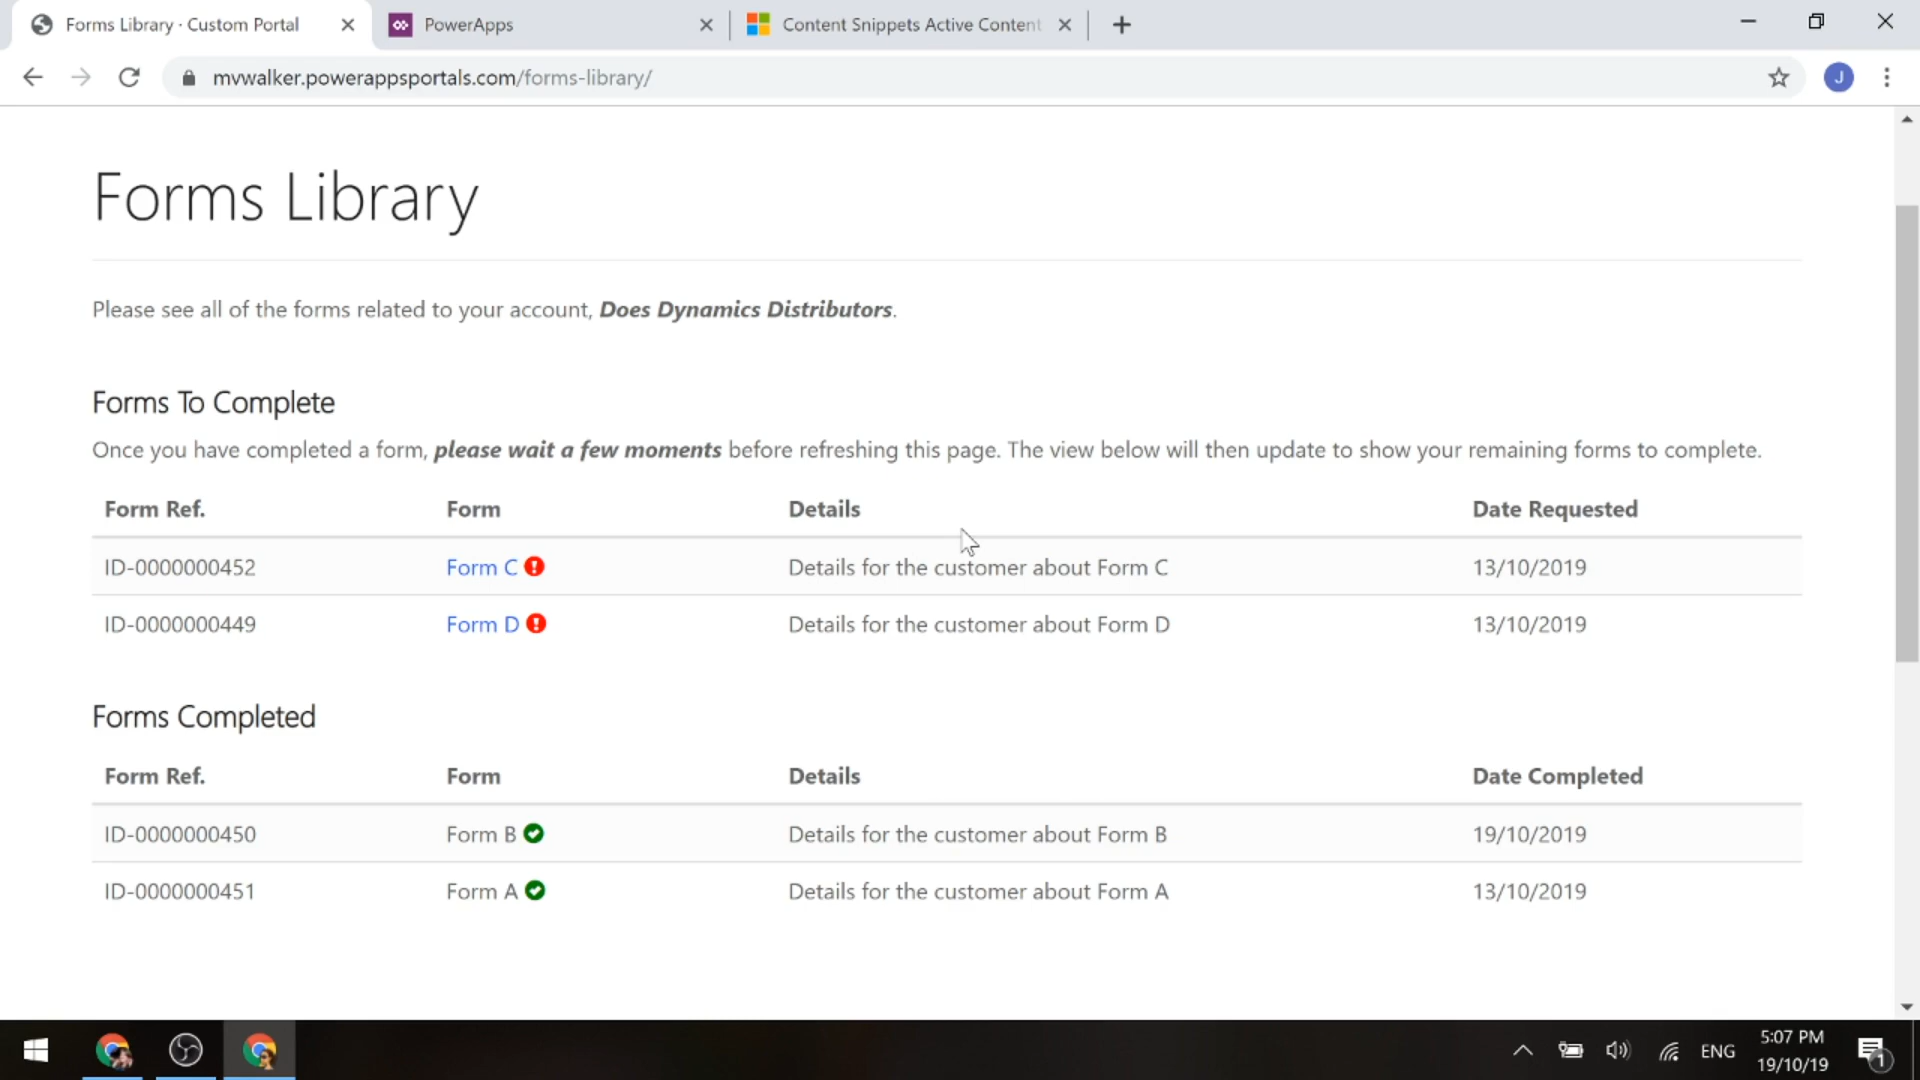 Forms Library · Custom Portal
PowerApps
Content Snippets Active Content
mvwalker.powerappsportals.com/forms-library/
J
Forms Library
Please see all of the forms related to your account, Does Dynamics Distributors.
Forms To Complete
Once you have completed a form, please wait a few moments before refreshing this page. The view below will then update to show your remaining forms to complete.
Form Ref. Form Details Date Requested
ID-0000000452 Form C Details for the customer about Form C 13/10/2019
ID-0000000449 Form D Details for the customer about Form D 13/10/2019
Forms Completed
Form Ref. Form Details Date Completed
ID-0000000450 Form B Details for the customer about Form B 19/10/2019
ID-0000000451 Form A Details for the customer about Form A 13/10/2019
ENG
5:07 PM
19/10/19
1